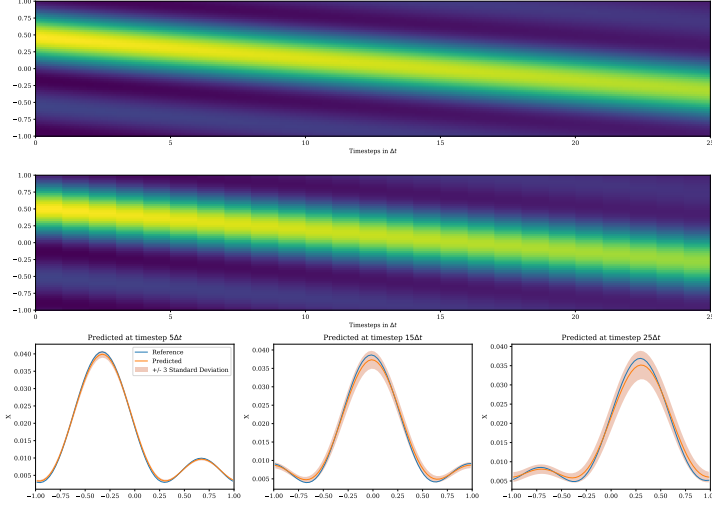 1.00
0.75
0.50
0.25
0.00
−0.25
−0.50
−0.75
−1.00
0 5 10 15 20 25
Timesteps in Δt
1.00
0.75
0.50
0.25
0.00
−0.25
−0.50
−0.75
−1.00
0 5 10 15 20 25
Timesteps in Δt
Predicted at timestep 5Δt
Reference
Predicted
+/- 3 Standard Deviation
0.040
0.035
0.030
0.025
0.020
0.015
0.010
0.005
−1.00 −0.75 −0.50 −0.25 0.00 0.25 0.50 0.75 1.00
Predicted at timestep 15Δt
X
0.040
0.035
0.030
0.025
0.020
0.015
0.010
0.005
−1.00 −0.75 −0.50 −0.25 0.00 0.25 0.50 0.75 1.00
Predicted at timestep 25Δt
X
0.040
0.035
0.030
0.025
0.020
0.015
0.010
0.005
−1.00 −0.75 −0.50 −0.25 0.00 0.25 0.50 0.75 1.00